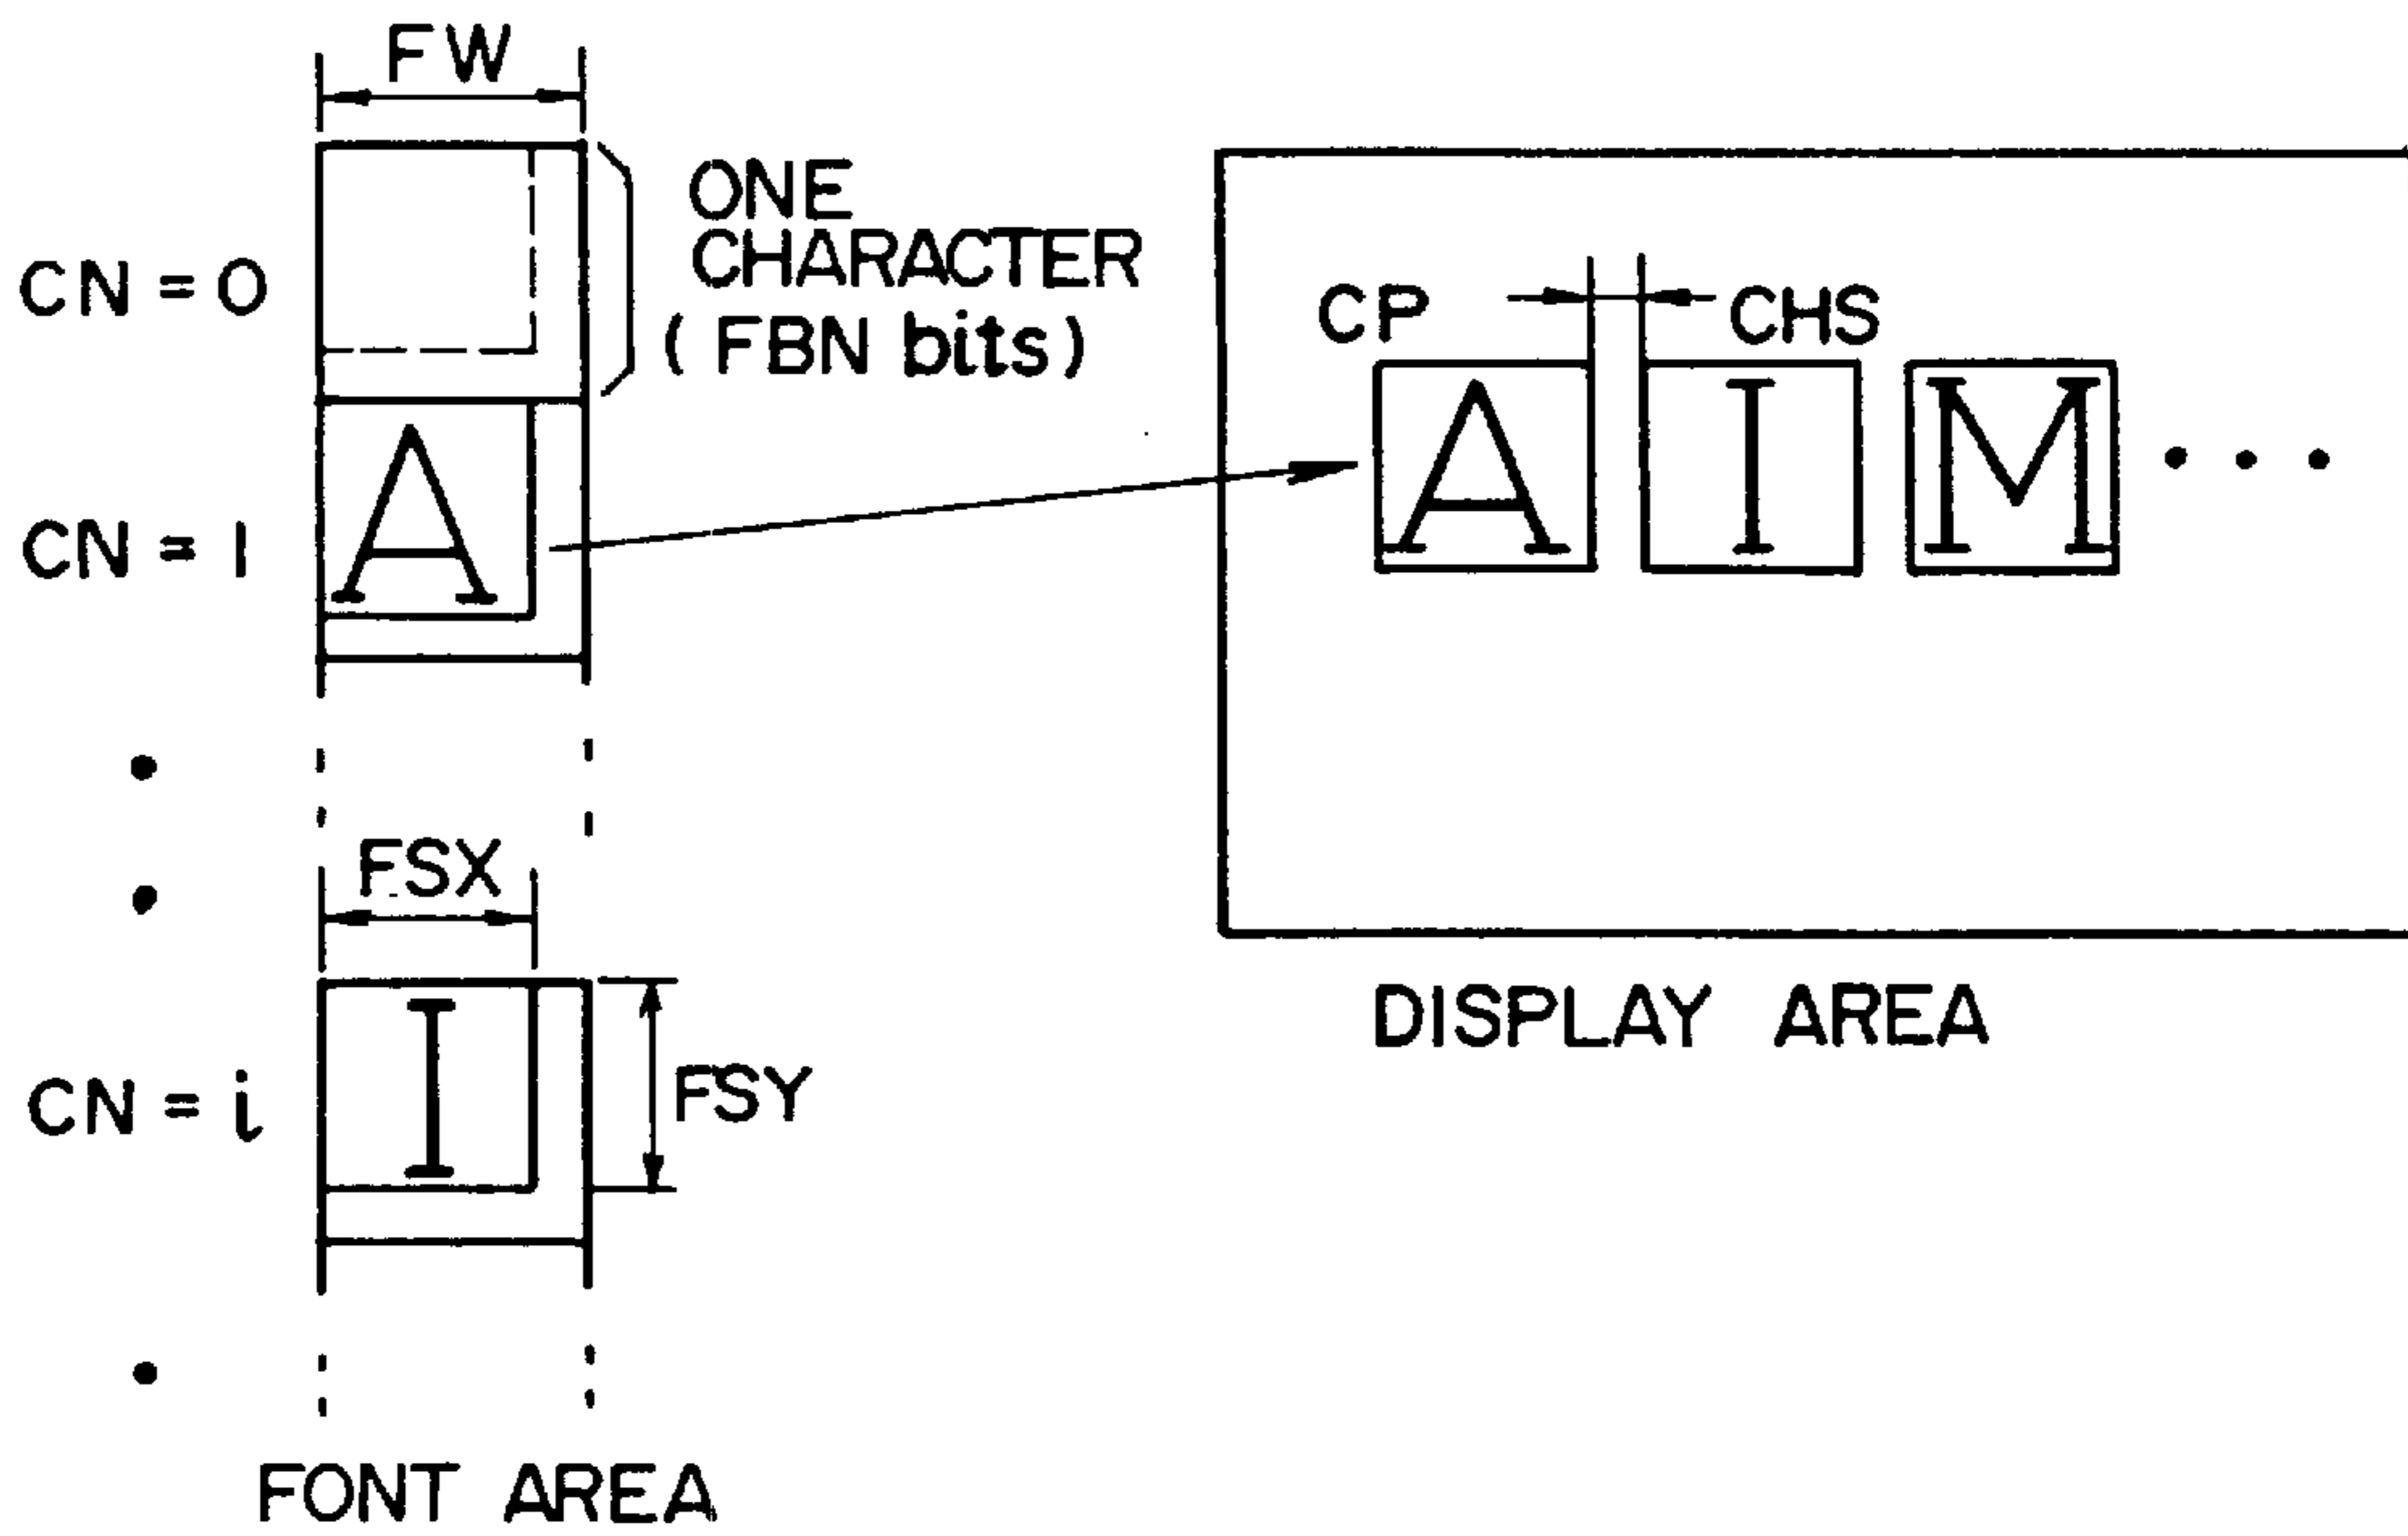 FW
CN = 0
ONE
CHARACTER
(FBN bits)
CN = 1
A
CP
CHS
A I M • • •
FSX
CN = i
I
FSY
DISPLAY AREA
FONT AREA